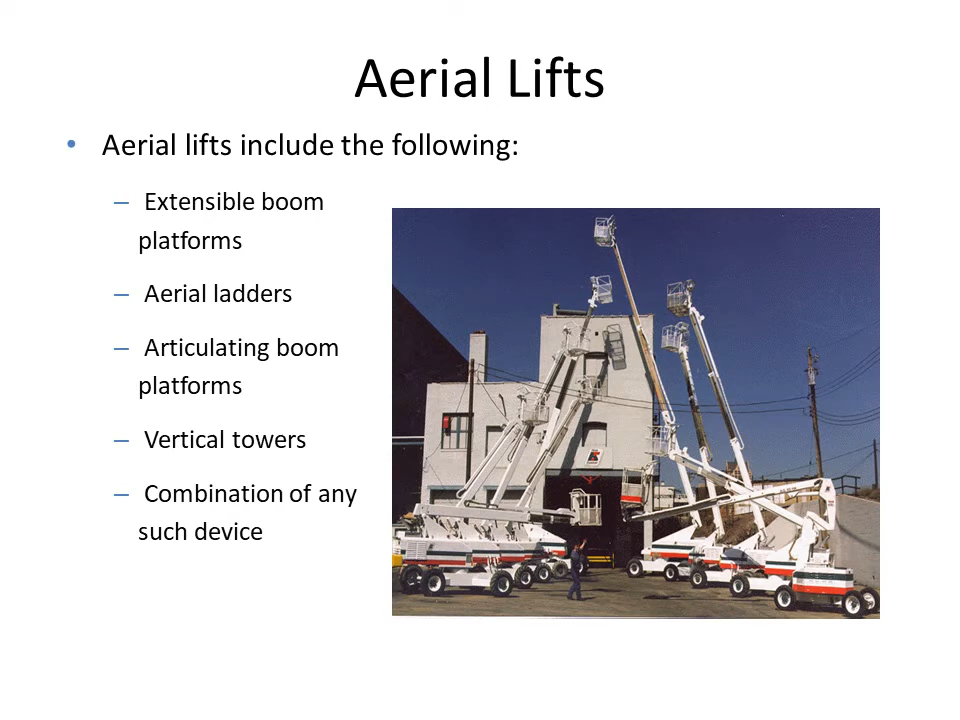 Aerial Lifts
• Aerial lifts include the following:
– Extensible boom
platforms
– Aerial ladders
– Articulating boom
platforms
– Vertical towers
– Combination of any
such device